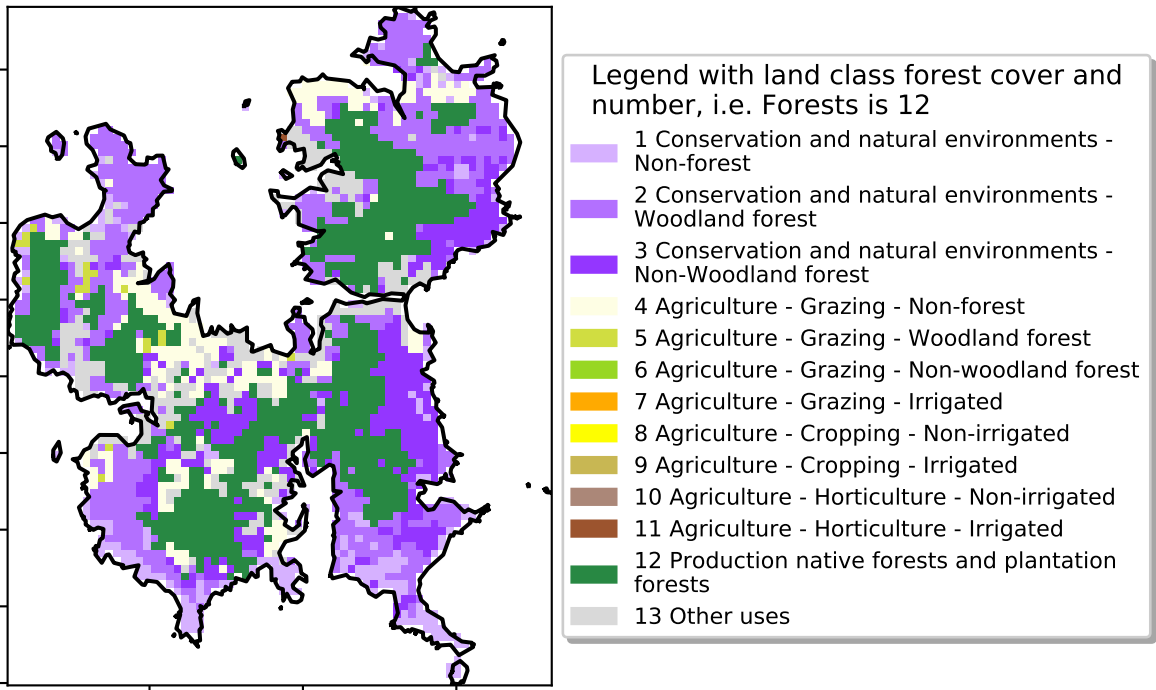 Legend with land class forest cover and
number, i.e. Forests is 12
1 Conservation and natural environments -
Non-forest
2 Conservation and natural environments -
Woodland forest
3 Conservation and natural environments -
Non-Woodland forest
4 Agriculture - Grazing - Non-forest
5 Agriculture - Grazing - Woodland forest
6 Agriculture - Grazing - Non-woodland forest
7 Agriculture - Grazing - Irrigated
8 Agriculture - Cropping - Non-irrigated
9 Agriculture - Cropping - Irrigated
10 Agriculture - Horticulture - Non-irrigated
11 Agriculture - Horticulture - Irrigated
12 Production native forests and plantation
forests
13 Other uses